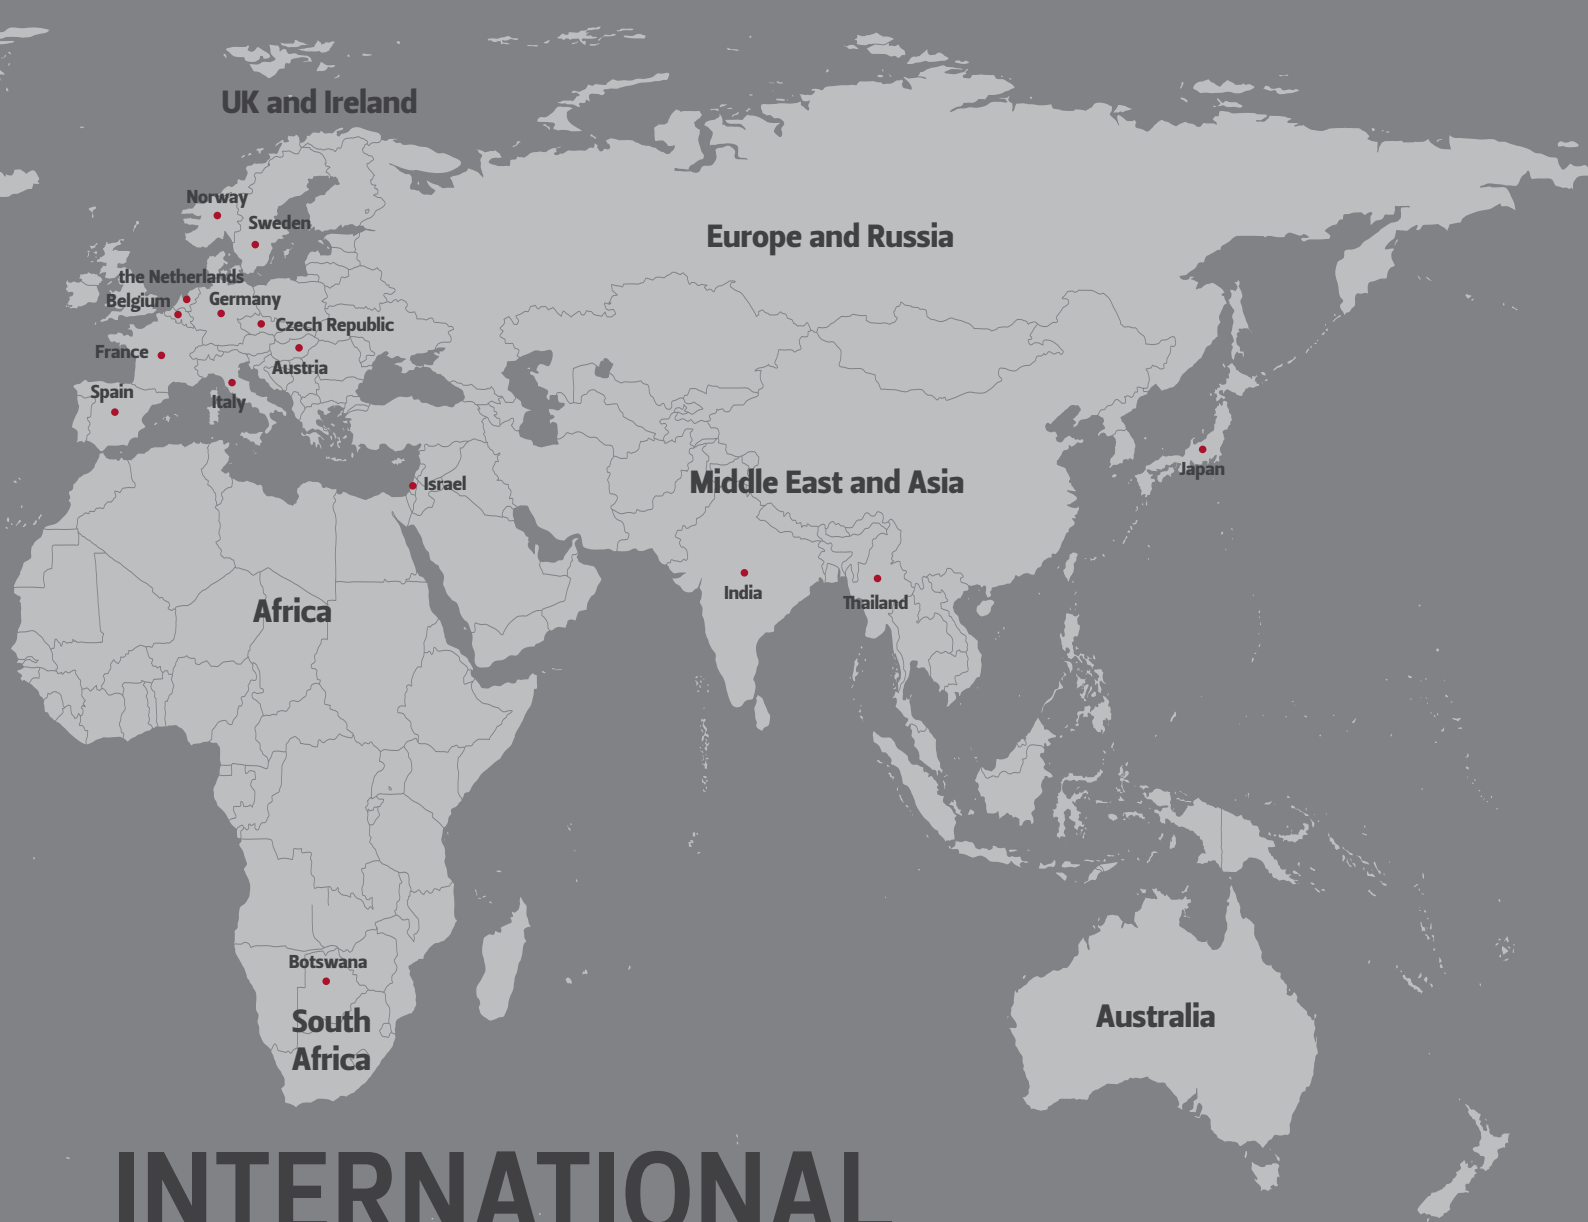 UK and Ireland
Norway
Sweden
Europe and Russia
the Netherlands
Belgium
Germany
Czech Republic
France
Austria
Spain
Italy
Japan
Israel
Middle East and Asia
India
Thailand
Africa
Botswana
South
Africa
Australia
INTERNATIONAL